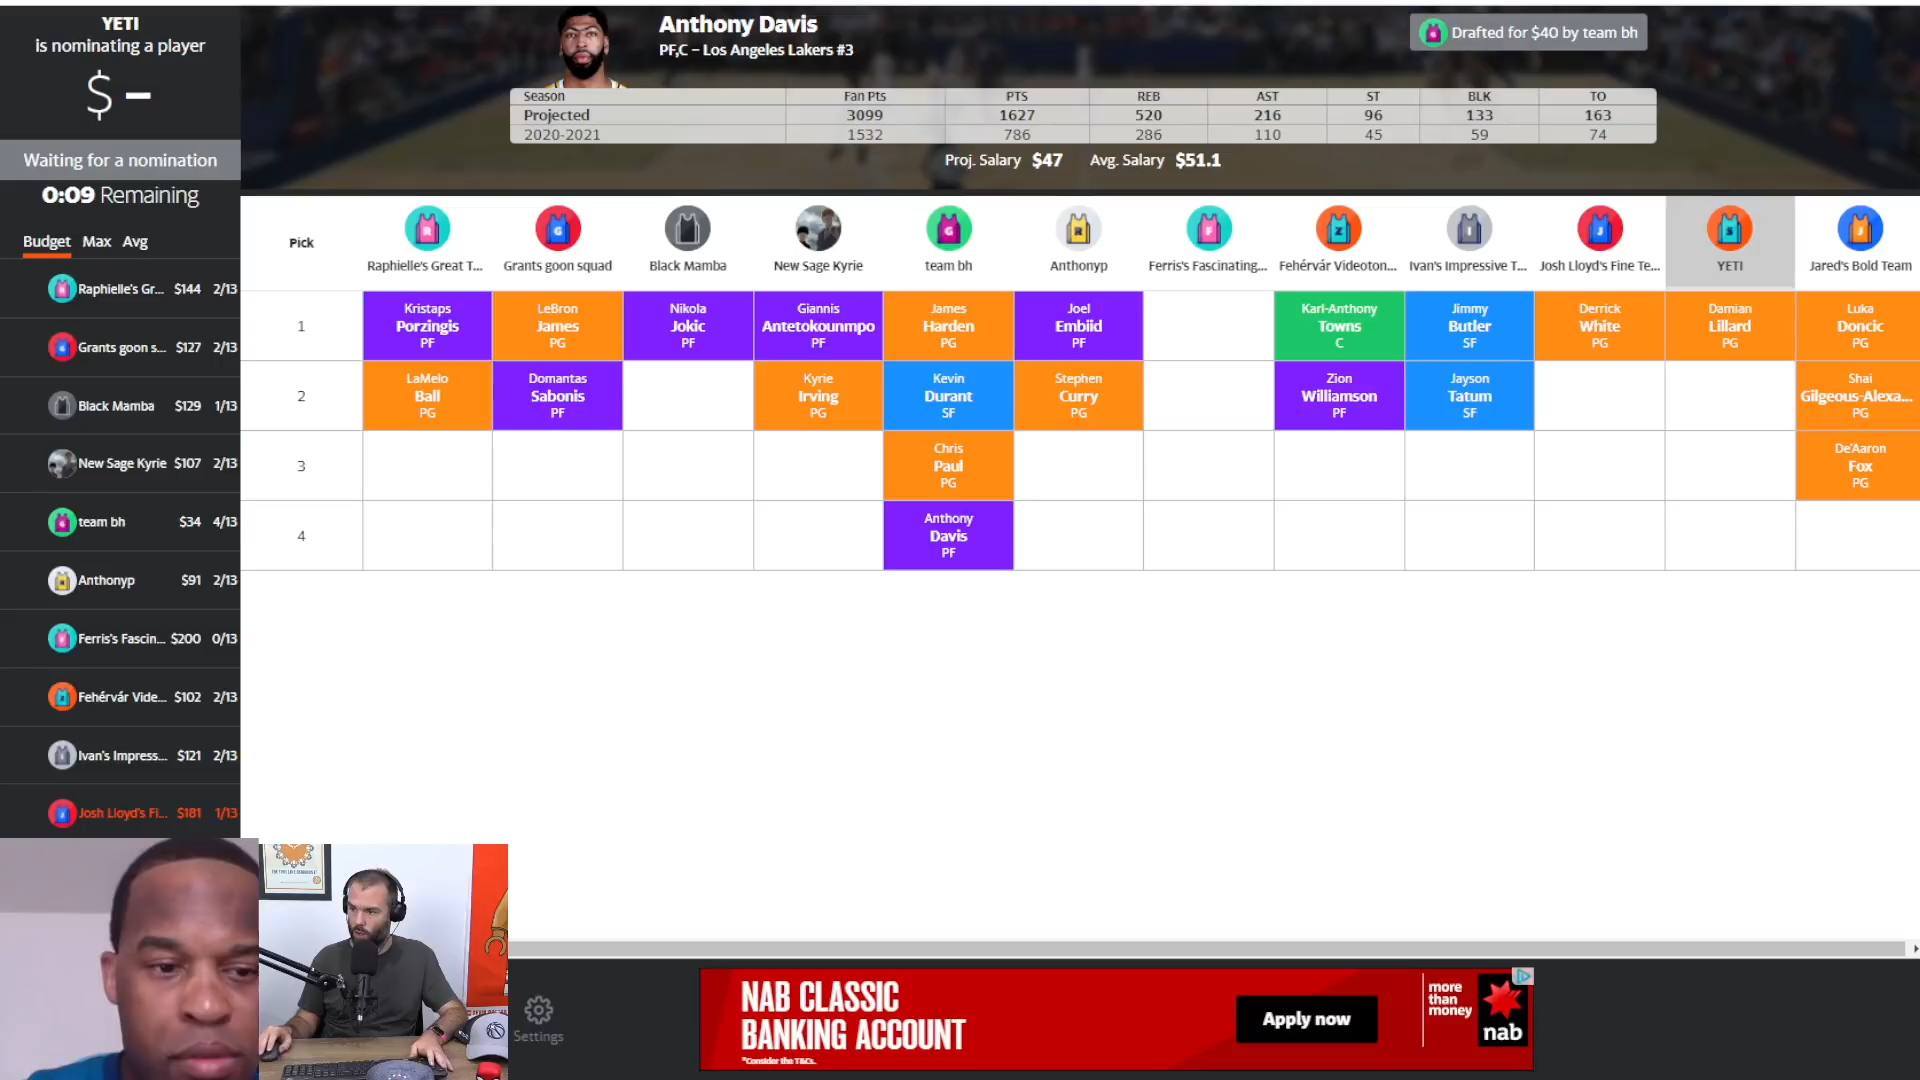 YETI
is nominating a player
$ –
Waiting for a nomination
0:09 Remaining
Budget Max Avg
Raphielle's Gr... $144 2/13
Grants goon s... $127 2/13
Black Mamba $129 1/13
New Sage Kyrie $107 2/13
team bh $34 4/13
Anthonyp $91 2/13
Ferris's Fascin... $200 0/13
Fehérvár Vide... $102 2/13
Ivan's Impress... $121 2/13
Josh Lloyd's Fi... $181 1/13
Anthony Davis
PF,C – Los Angeles Lakers #3
Drafted for $40 by team bh
Season Fan Pts PTS REB AST ST BLK TO
Projected 3099 1627 520 216 96 133 163
2020-2021 1532 786 286 110 45 59 74
Proj. Salary $47 Avg. Salary $51.1
Pick Raphielle's Great T... Grants goon squad Black Mamba New Sage Kyrie team bh Anthonyp Ferris's Fascinating... Fehérvár Videoton... Ivan's Impressive T... Josh Lloyd's Fine Te... YETI Jared's Bold Team
Kristaps LeBron Nikola Giannis James Joel Karl-Anthony Jimmy Derrick Damian Luka
1 Porzingis James Jokic Antetokounmpo Harden Embiid Towns Butler White Lillard Doncic
PF PG PF PF PG PF C SF PG PG PG
LaMelo Domantas Kyrie Kevin Stephen Zion Jayson Shai
2 Ball Sabonis Irving Durant Curry Williamson Tatum Gilgeous-Alexa...
PG PF PG SF PG PF SF PG
Chris De'Aaron
3 Paul Fox
PG PG
Anthony
4 Davis
PF
Settings
NAB CLASSIC
BANKING ACCOUNT
*Consider the T&Cs.
Apply now
more
than
money
nab